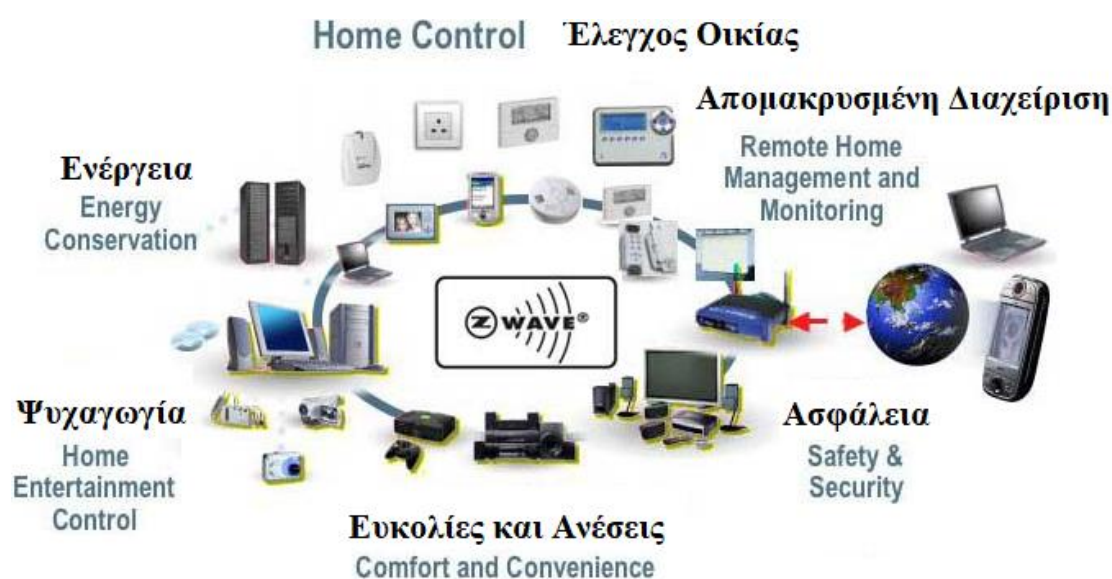 Home Control Έλεγχος Οικίας
Απομακρυσμένη Διαχείριση
Remote Home
Management and
Monitoring
Ενέργεια
Energy
Conservation
Z WAVE®
Ψυχαγωγία
Home
Entertainment
Control
Ασφάλεια
Safety &
Security
Ευκολίες και Ανέσεις
Comfort and Convenience